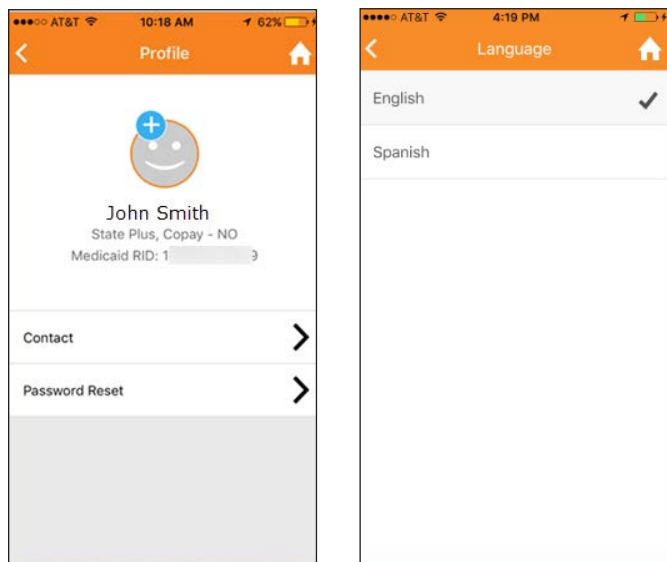 AT&T 10:18 AM 62%
Profile
John Smith
State Plus, Copay - NO
Medicaid RID: 1 9
Contact
Password Reset
AT&T 4:19 PM
Language
English
Spanish